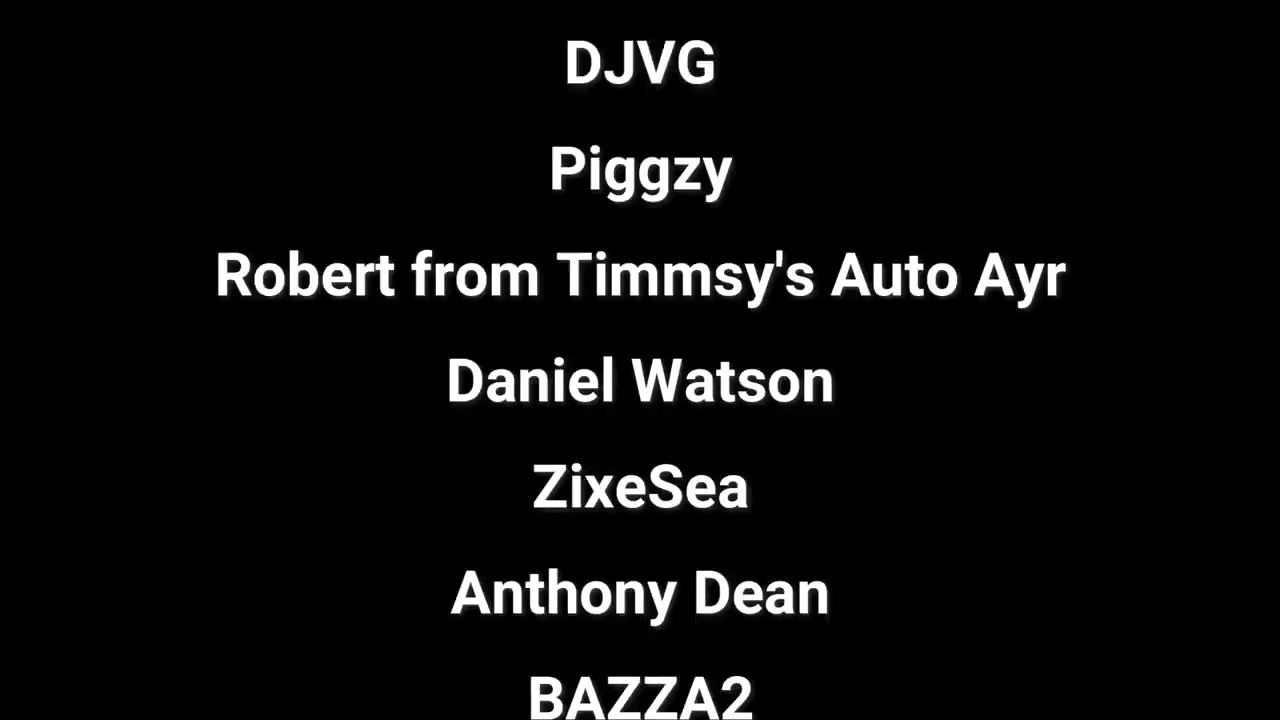 DJVG
Piggzy
Robert from Timmsy's Auto Ayr
Daniel Watson
ZixeSea
Anthony Dean
BAZZA2